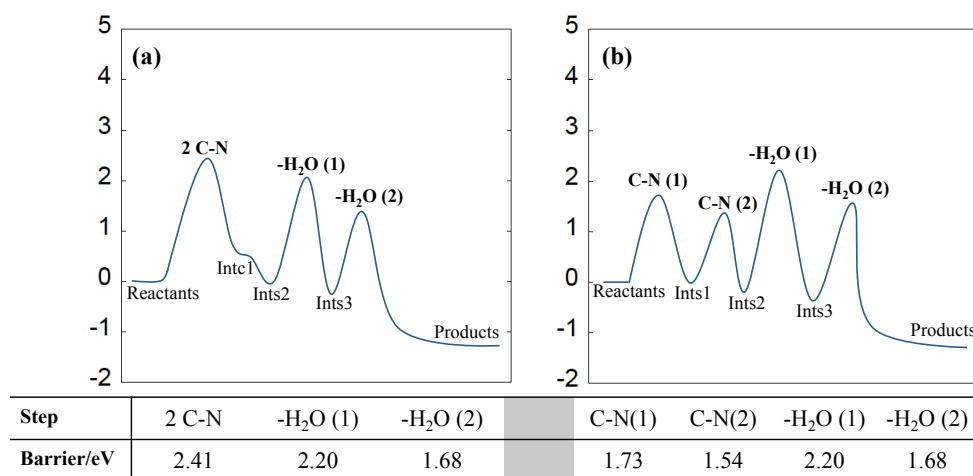 (a)
5
4
3
2
1
0
-1
-2
2 C-N
-H₂O (1)
-H₂O (2)
Reactants
Intc1
Ints2
Ints3
Products
(b)
5
4
3
2
1
0
-1
-2
C-N (1)
C-N (2)
-H₂O (1)
-H₂O (2)
Reactants
Ints1
Ints2
Ints3
Products
Step 2 C-N -H₂O (1) -H₂O (2) C-N(1) C-N(2) -H₂O (1) -H₂O (2)
Barrier/eV 2.41 2.20 1.68 1.73 1.54 2.20 1.68